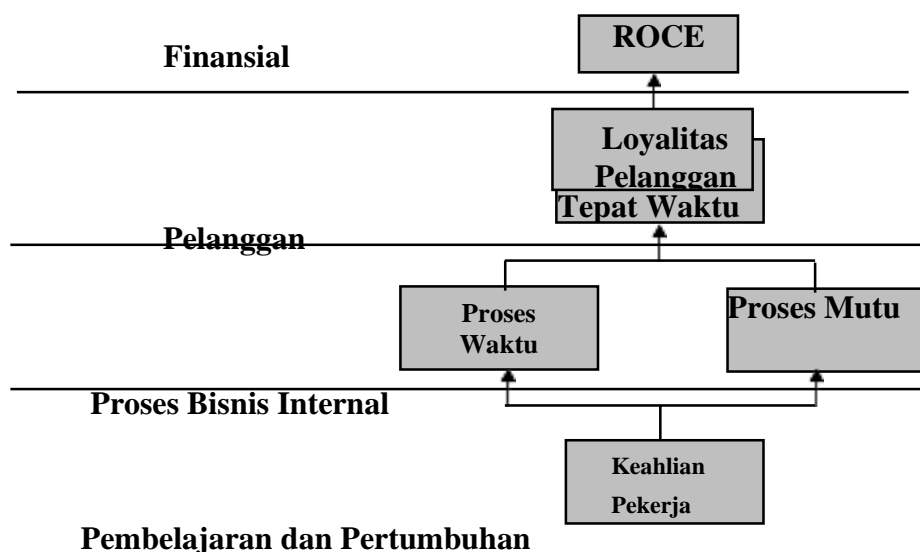 Finansial
ROCE
Loyalitas
Pelanggan
Tepat Waktu
Pelanggan
Proses
Waktu
Proses Mutu
Proses Bisnis Internal
Keahlian
Pekerja
Pembelajaran dan Pertumbuhan